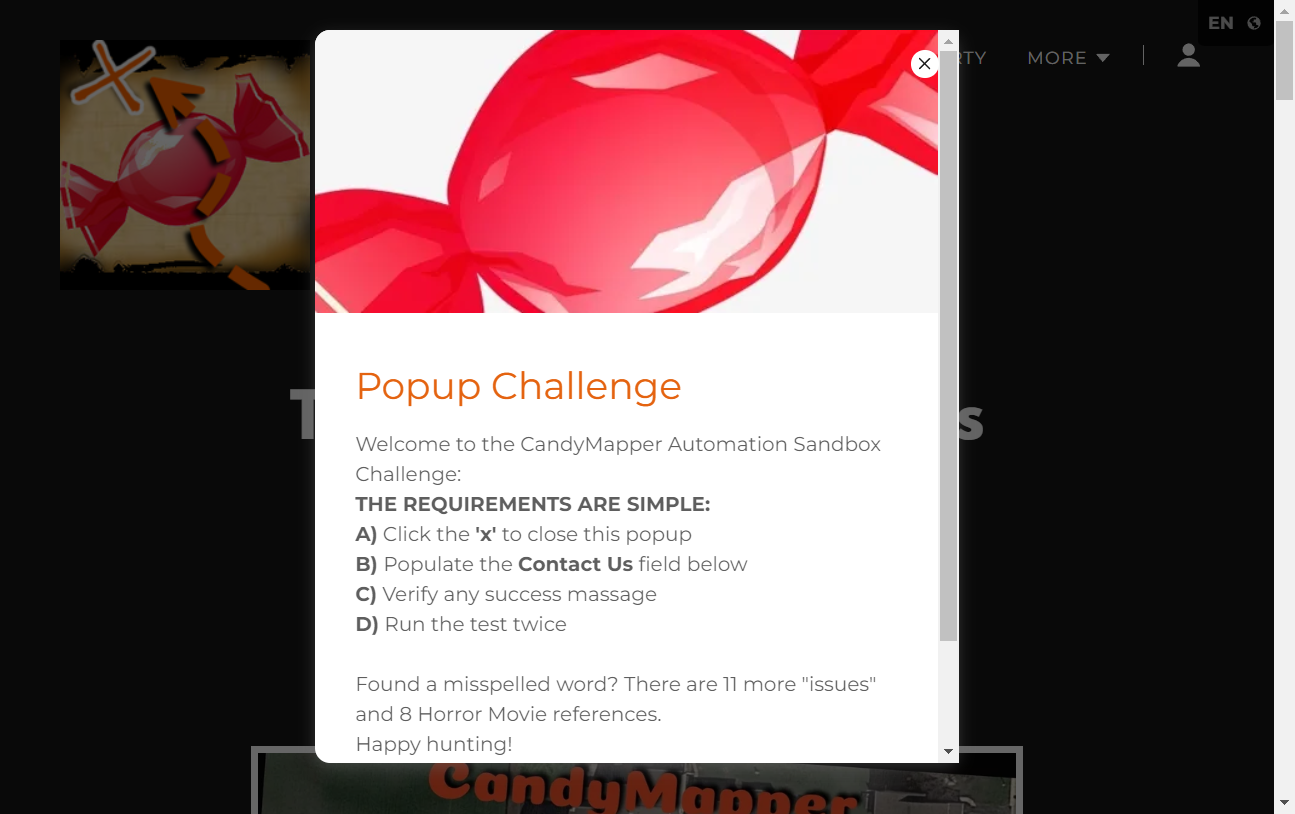 EN
RTY
MORE
T
s
Popup Challenge
Welcome to the CandyMapper Automation Sandbox
Challenge:
THE REQUIREMENTS ARE SIMPLE:
A) Click the 'x' to close this popup
B) Populate the Contact Us field below
C) Verify any success massage
D) Run the test twice
Found a misspelled word? There are 11 more "issues"
and 8 Horror Movie references.
Happy hunting!
CandyMapper